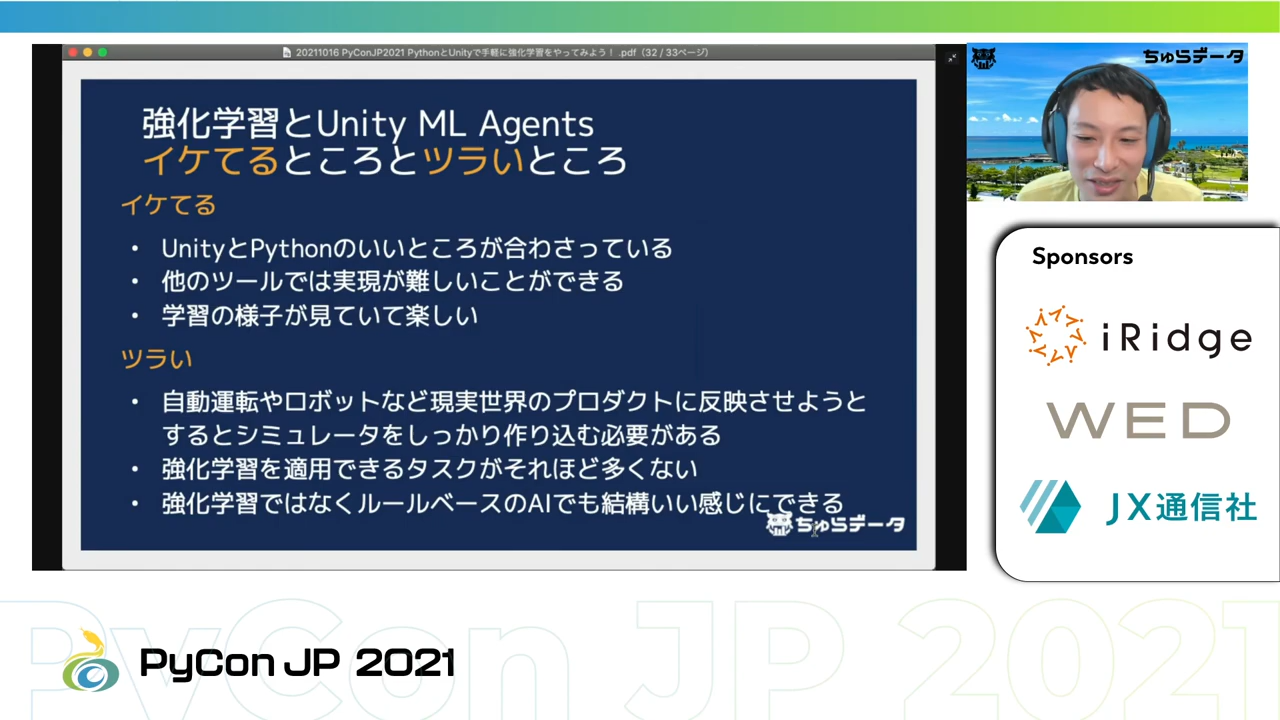 20211016 PyConJP2021 PythonとUnityで手軽に強化学習をやってみよう！ .pdf（32 / 33ページ）
強化学習とUnity ML Agents
イケてるところとツラいところ
イケてる
• UnityとPythonのいいところが合わさっている
• 他のツールでは実現が難しいことができる
• 学習の様子が見ていて楽しい
ツラい
• 自動運転やロボットなど現実世界のプロダクトに反映させようと
するとシミュレータをしっかり作り込む必要がある
• 強化学習を適用できるタスクがそれほど多くない
• 強化学習ではなくルールベースのAIでも結構いい感じにできる
ちゅらデータ
ちゅらデータ
Sponsors
iRidge
WED
JX通信社
PyCon JP 2021
PyCon JP 2021